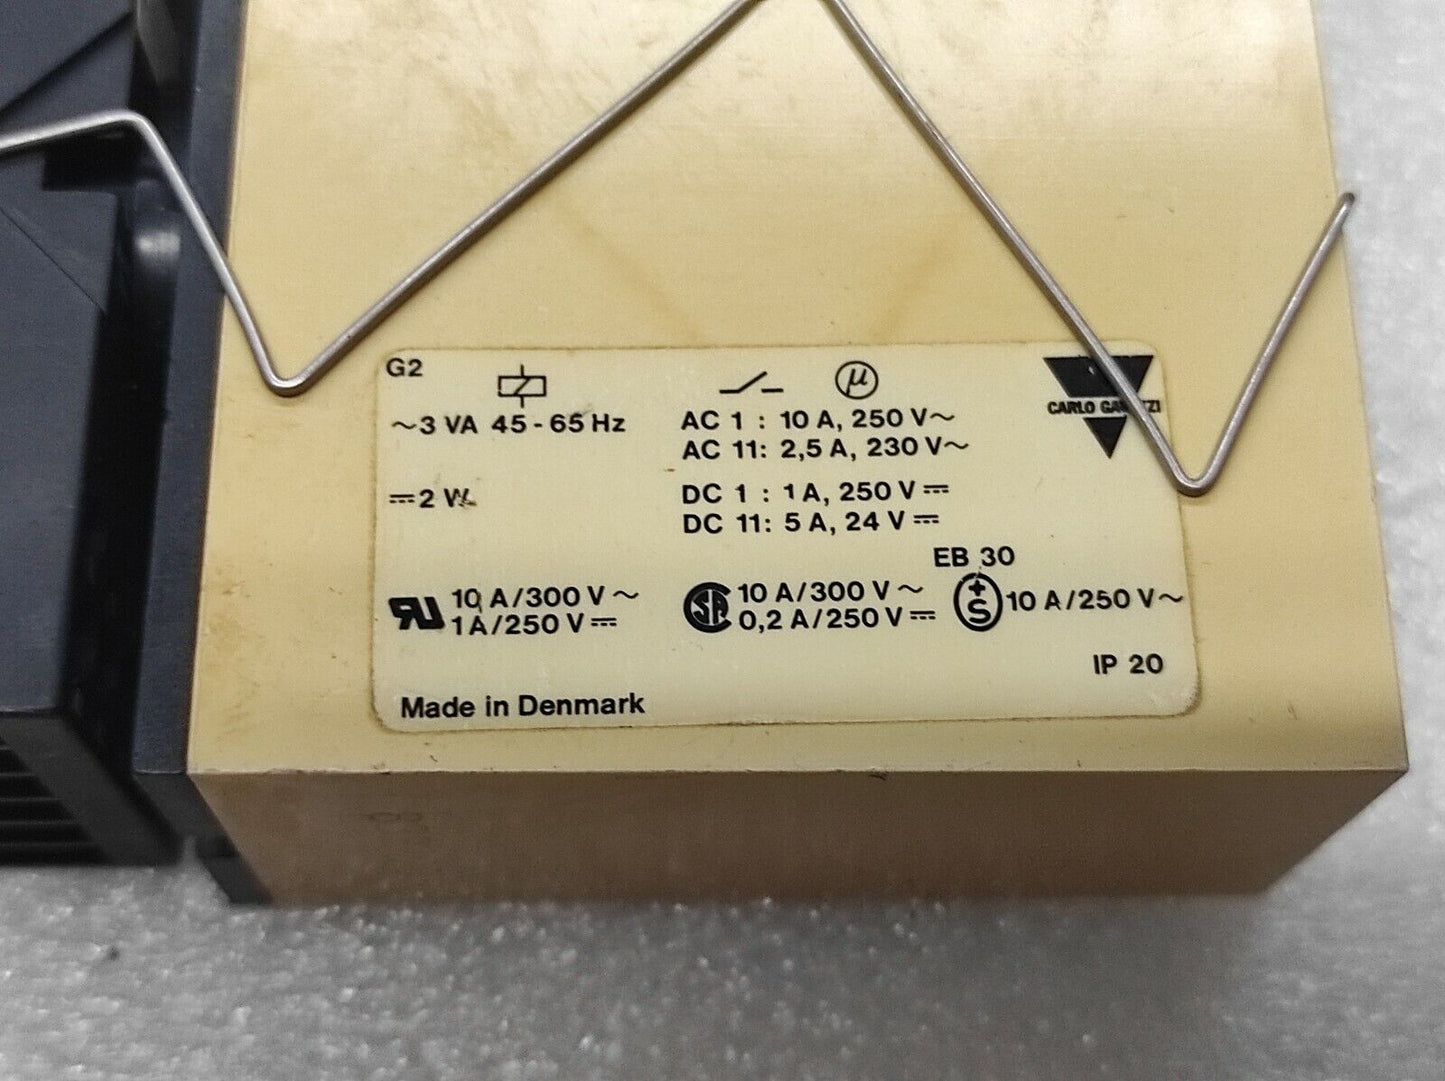 G2
µ
~3 VA 45-65 Hz
AC 1 : 10 A, 250 V~
AC 11: 2,5 A, 230 V~
CARLO
⎓2 W
DC 1 : 1 A, 250 V⎓
DC 11: 5 A, 24 V⎓
EB 30
10 A/300 V~
1 A/250 V⎓
10 A/300 V~
0,2 A/250 V⎓
+S 10 A/250 V~
IP 20
Made in Denmark